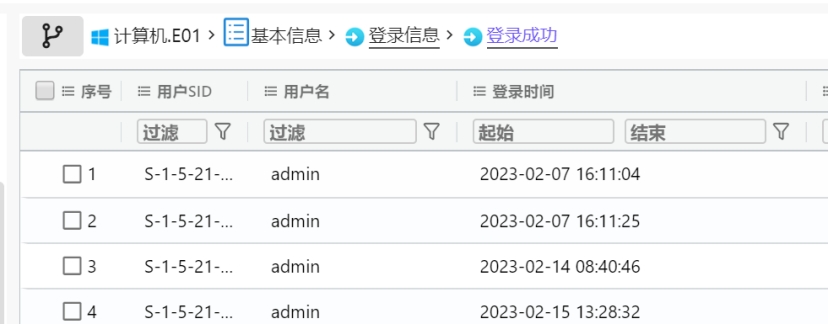 计算机.E01 › 基本信息 › 登录信息 › 登录成功
序号 用户SID 用户名 登录时间
过滤 过滤 起始 结束
1 S-1-5-21-... admin 2023-02-07 16:11:04
2 S-1-5-21-... admin 2023-02-07 16:11:25
3 S-1-5-21-... admin 2023-02-14 08:40:46
4 S-1-5-21-... admin 2023-02-15 13:28:32